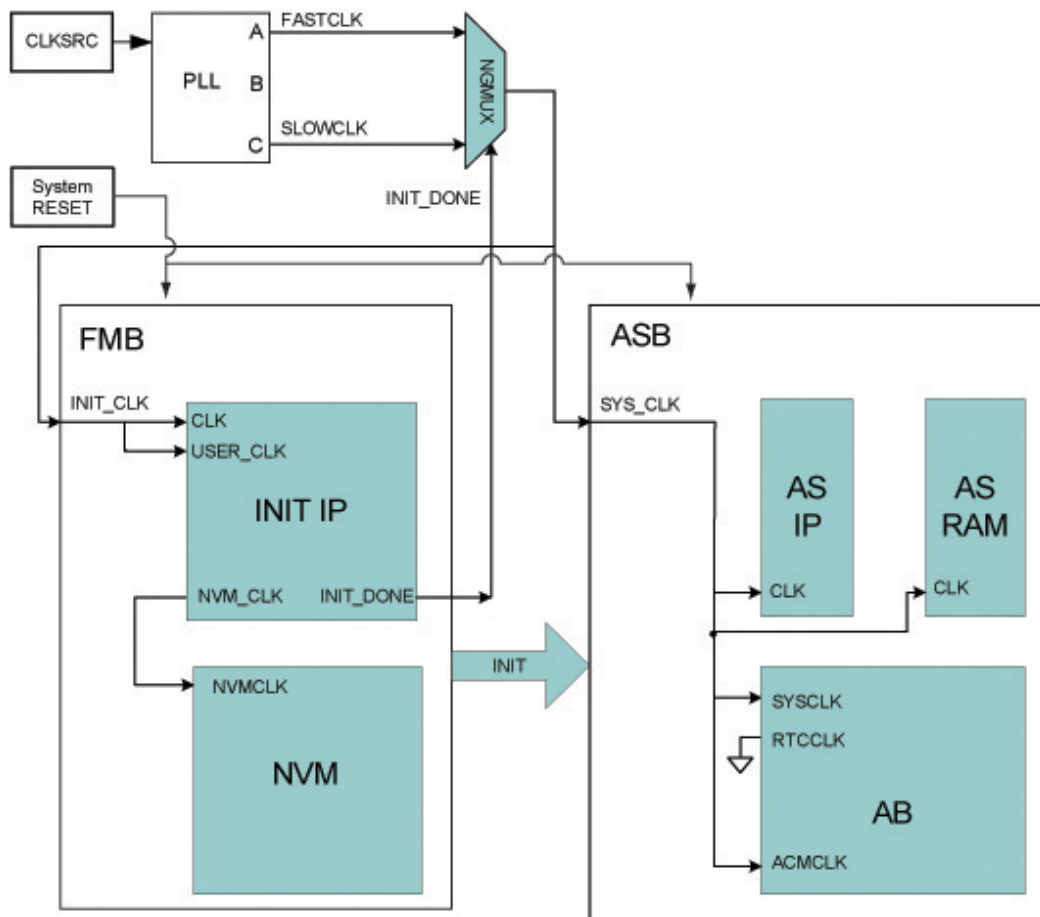 CLKSRC
PLL
A
B
C
FASTCLK
SLOWCLK
NGMUX
System
RESET
INIT_DONE
FMB
INIT_CLK
CLK
USER_CLK
INIT IP
NVM_CLK
INIT_DONE
NVMCLK
NVM
INIT
ASB
SYS_CLK
AS
IP
CLK
AS
RAM
CLK
SYSCLK
RTCCLK
AB
ACMCLK